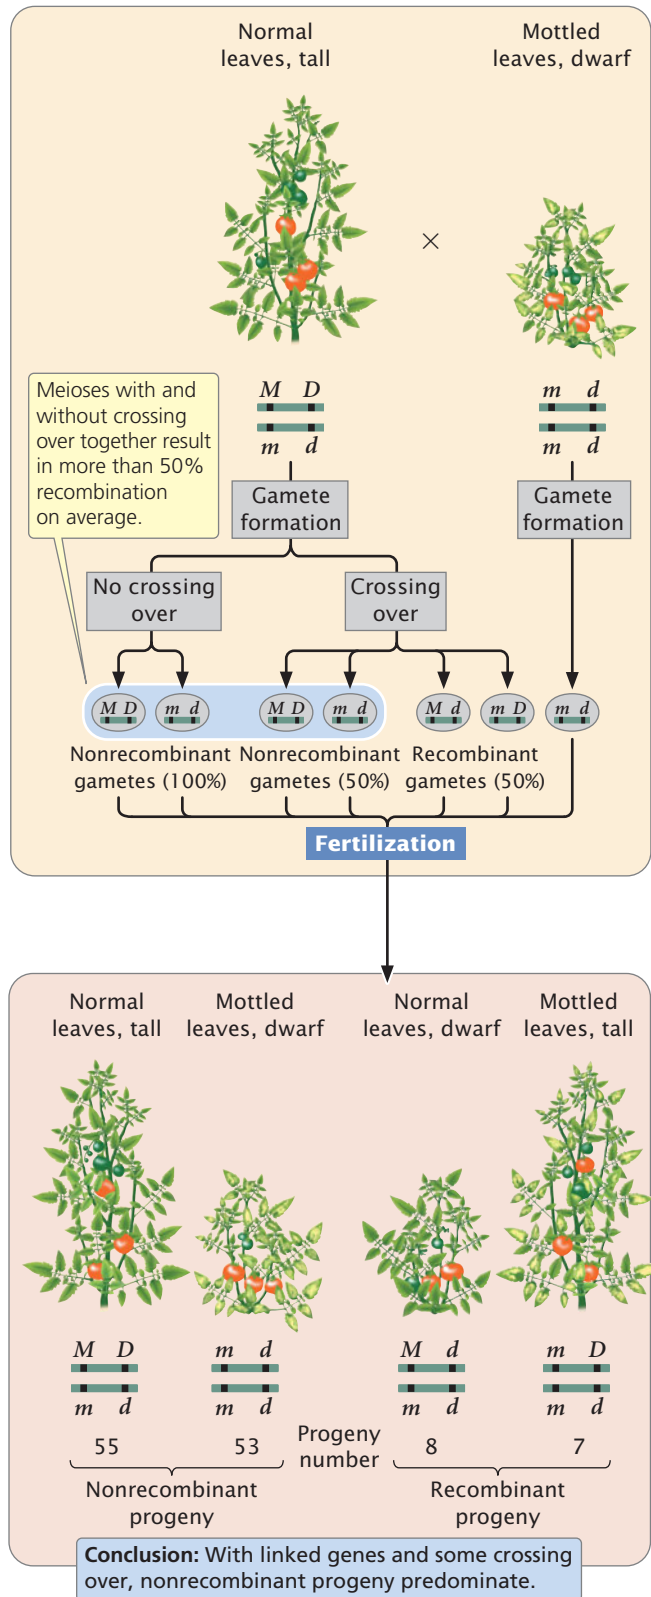 Normal
leaves, tall
Mottled
leaves, dwarf
×
Meioses with and
without crossing
over together result
in more than 50%
recombination
on average.
M D
m d
m d
m d
Gamete
formation
Gamete
formation
No crossing
over
Crossing
over
M D
m d
M D
m d
M d
m D
m d
Nonrecombinant
gametes (100%)
Nonrecombinant
gametes (50%)
Recombinant
gametes (50%)
Fertilization
Normal
leaves, tall
Mottled
leaves, dwarf
Normal
leaves, dwarf
Mottled
leaves, tall
M D
m d
m d
m d
M d
m d
m D
m d
55
53
Progeny
number
8
7
Nonrecombinant
progeny
Recombinant
progeny
Conclusion: With linked genes and some crossing
over, nonrecombinant progeny predominate.